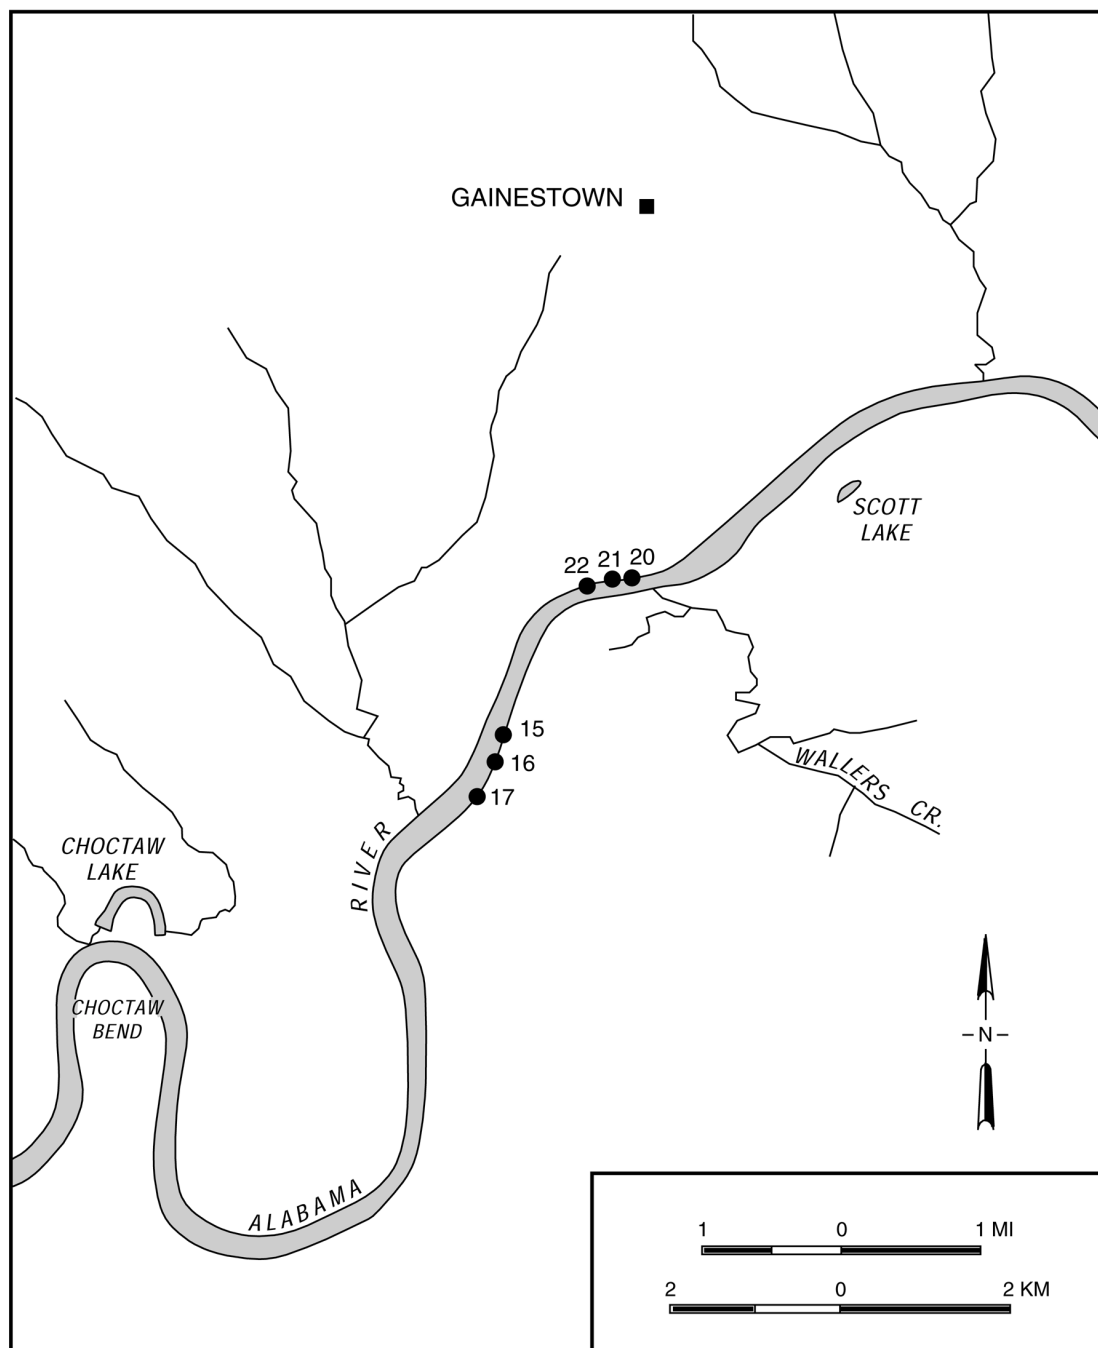 GAINESTOWN
SCOTT
LAKE
22
21
20
15
16
17
WALLERS CR.
RIVER
CHOCTAW
LAKE
CHOCTAW
BEND
N
ALABAMA
1 0 1 MI
2 0 2 KM